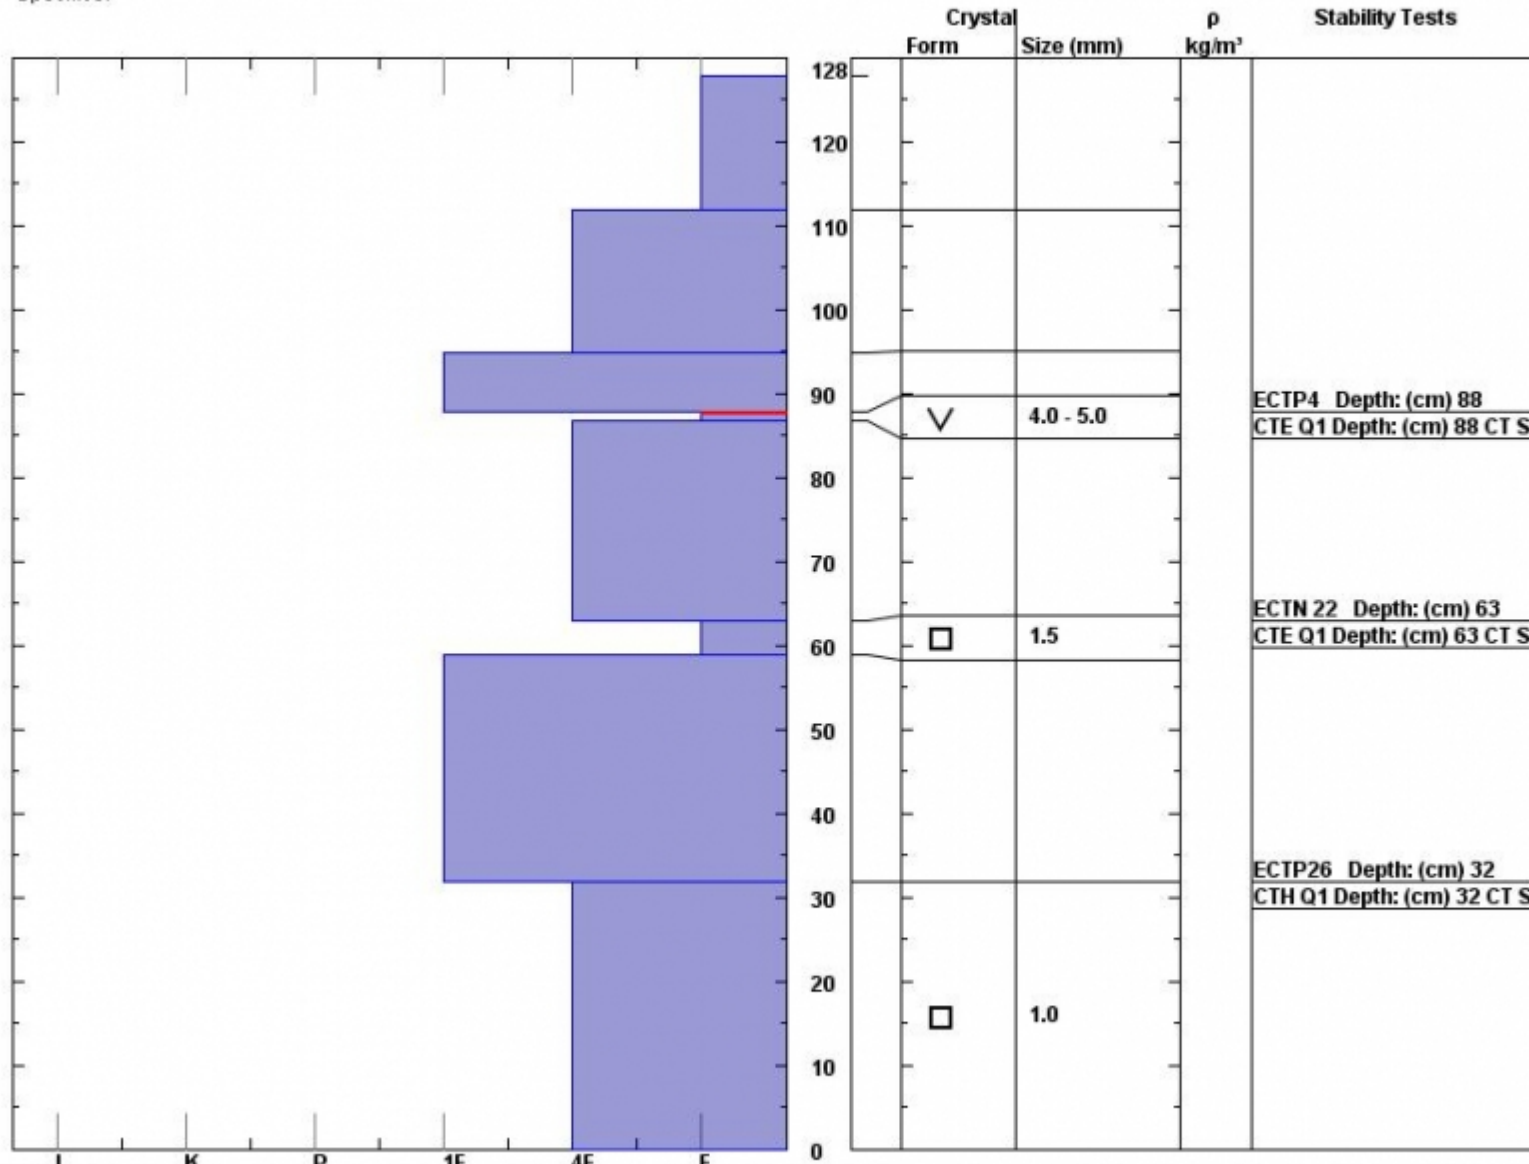 Crystal ρ Stability Tests
Form Size (mm) kg/m³
128
120
110
100
90
ECTP4 Depth: (cm) 88
4.0 - 5.0
CTE Q1 Depth: (cm) 88 CT S
80
70
ECTN 22 Depth: (cm) 63
60
1.5
CTE Q1 Depth: (cm) 63 CT S
50
40
ECTP26 Depth: (cm) 32
30
CTH Q1 Depth: (cm) 32 CT S
20
1.0
10
0
I K P 1F 4F F